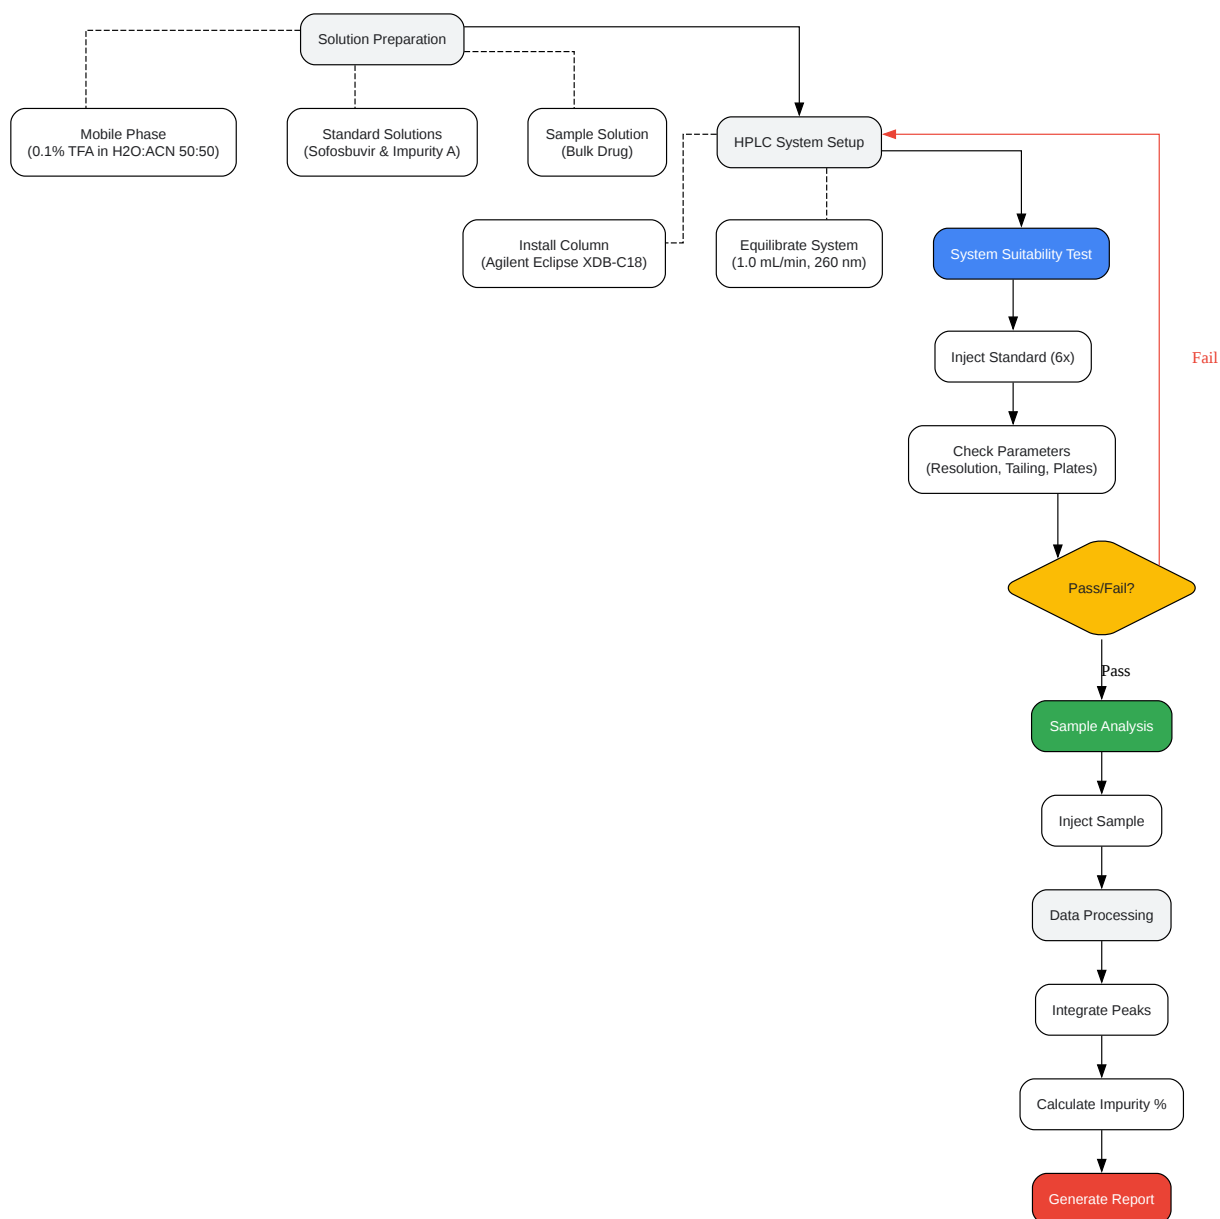 Solution Preparation
Mobile Phase
(0.1% TFA in H2O:ACN 50:50)
Standard Solutions
(Sofosbuvir & Impurity A)
Sample Solution
(Bulk Drug)
HPLC System Setup
Install Column
(Agilent Eclipse XDB-C18)
Equilibrate System
(1.0 mL/min, 260 nm)
System Suitability Test
Inject Standard (6x)
Fail
Check Parameters
(Resolution, Tailing, Plates)
Pass/Fail?
Pass
Sample Analysis
Inject Sample
Data Processing
Integrate Peaks
Calculate Impurity %
Generate Report